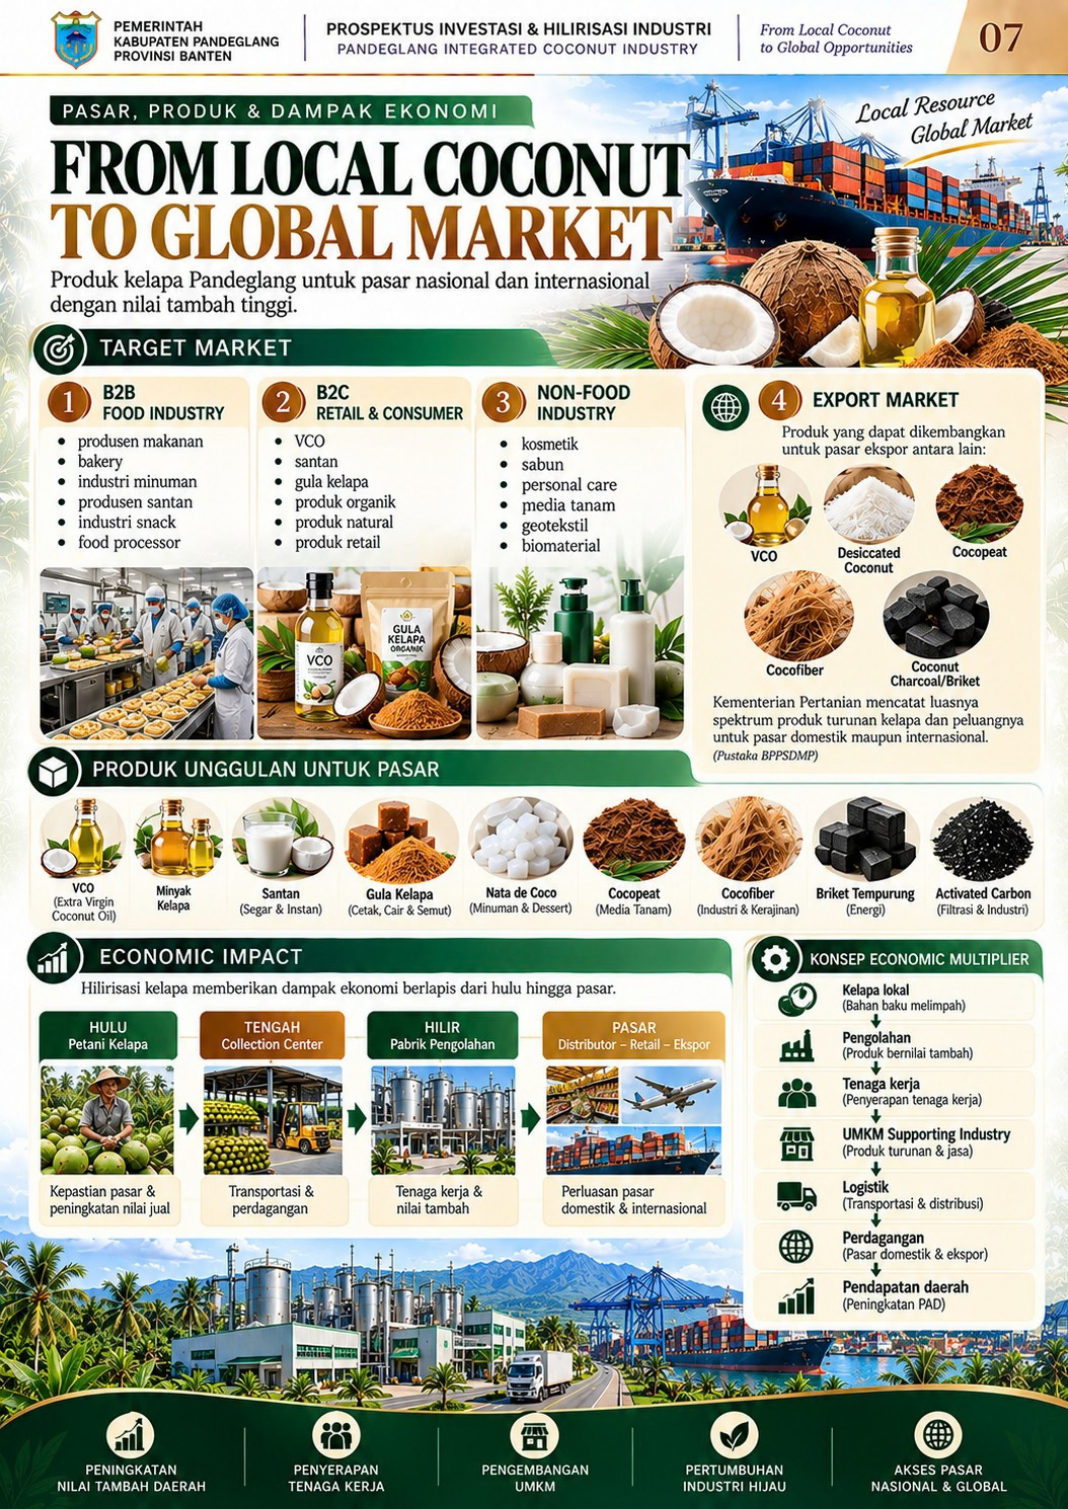 PEMERINTAH
KABUPATEN PANDEGLANG
PROVINSI BANTEN
PROSPEKTUS INVESTASI & HILIRISASI INDUSTRI
PANDEGLANG INTEGRATED COCONUT INDUSTRY
From Local Coconut
to Global Opportunities
07
PASAR, PRODUK & DAMPAK EKONOMI
Local Resource
Global Market
FROM LOCAL COCONUT
TO GLOBAL MARKET
Produk kelapa Pandeglang untuk pasar nasional dan internasional
dengan nilai tambah tinggi.
TARGET MARKET
1
B2B
FOOD INDUSTRY
• produsen makanan
• bakery
• industri minuman
• produsen santan
• industri snack
• food processor
2
B2C
RETAIL & CONSUMER
• VCO
• santan
• gula kelapa
• produk organik
• produk natural
• produk retail
VCO
GULA
KELAPA
ORGANIK
3
NON-FOOD
INDUSTRY
• kosmetik
• sabun
• personal care
• media tanam
• geotekstil
• biomaterial
4
EXPORT MARKET
Produk yang dapat dikembangkan
untuk pasar ekspor antara lain:
VCO
Desiccated
Coconut
Cocopeat
Cocofiber
Coconut
Charcoal/Briket
Kementerian Pertanian mencatat luasnya
spektrum produk turunan kelapa dan peluangnya
untuk pasar domestik maupun internasional.
(Pustaka BPPSDMP)
PRODUK UNGGULAN UNTUK PASAR
VCO
(Extra Virgin
Coconut Oil)
Minyak
Kelapa
Santan
(Segar & Instan)
Gula Kelapa
(Cetak, Cair & Semut)
Nata de Coco
(Minuman & Dessert)
Cocopeat
(Media Tanam)
Cocofiber
(Industri & Kerajinan)
Briket Tempurung
(Energi)
Activated Carbon
(Filtrasi & Industri)
ECONOMIC IMPACT
Hilirisasi kelapa memberikan dampak ekonomi berlapis dari hulu hingga pasar.
HULU
Petani Kelapa
Kepastian pasar &
peningkatan nilai jual
TENGAH
Collection Center
Transportasi &
perdagangan
HILIR
Pabrik Pengolahan
Tenaga kerja &
nilai tambah
PASAR
Distributor – Retail – Ekspor
Perluasan pasar
domestik & internasional
KONSEP ECONOMIC MULTIPLIER
Kelapa lokal
(Bahan baku melimpah)
Pengolahan
(Produk bernilai tambah)
Tenaga kerja
(Penyerapan tenaga kerja)
UMKM Supporting Industry
(Produk turunan & jasa)
Logistik
(Transportasi & distribusi)
Perdagangan
(Pasar domestik & ekspor)
Pendapatan daerah
(Peningkatan PAD)
PENINGKATAN
NILAI TAMBAH DAERAH
PENYERAPAN
TENAGA KERJA
PENGEMBANGAN
UMKM
PERTUMBUHAN
INDUSTRI HIJAU
AKSES PASAR
NASIONAL & GLOBAL